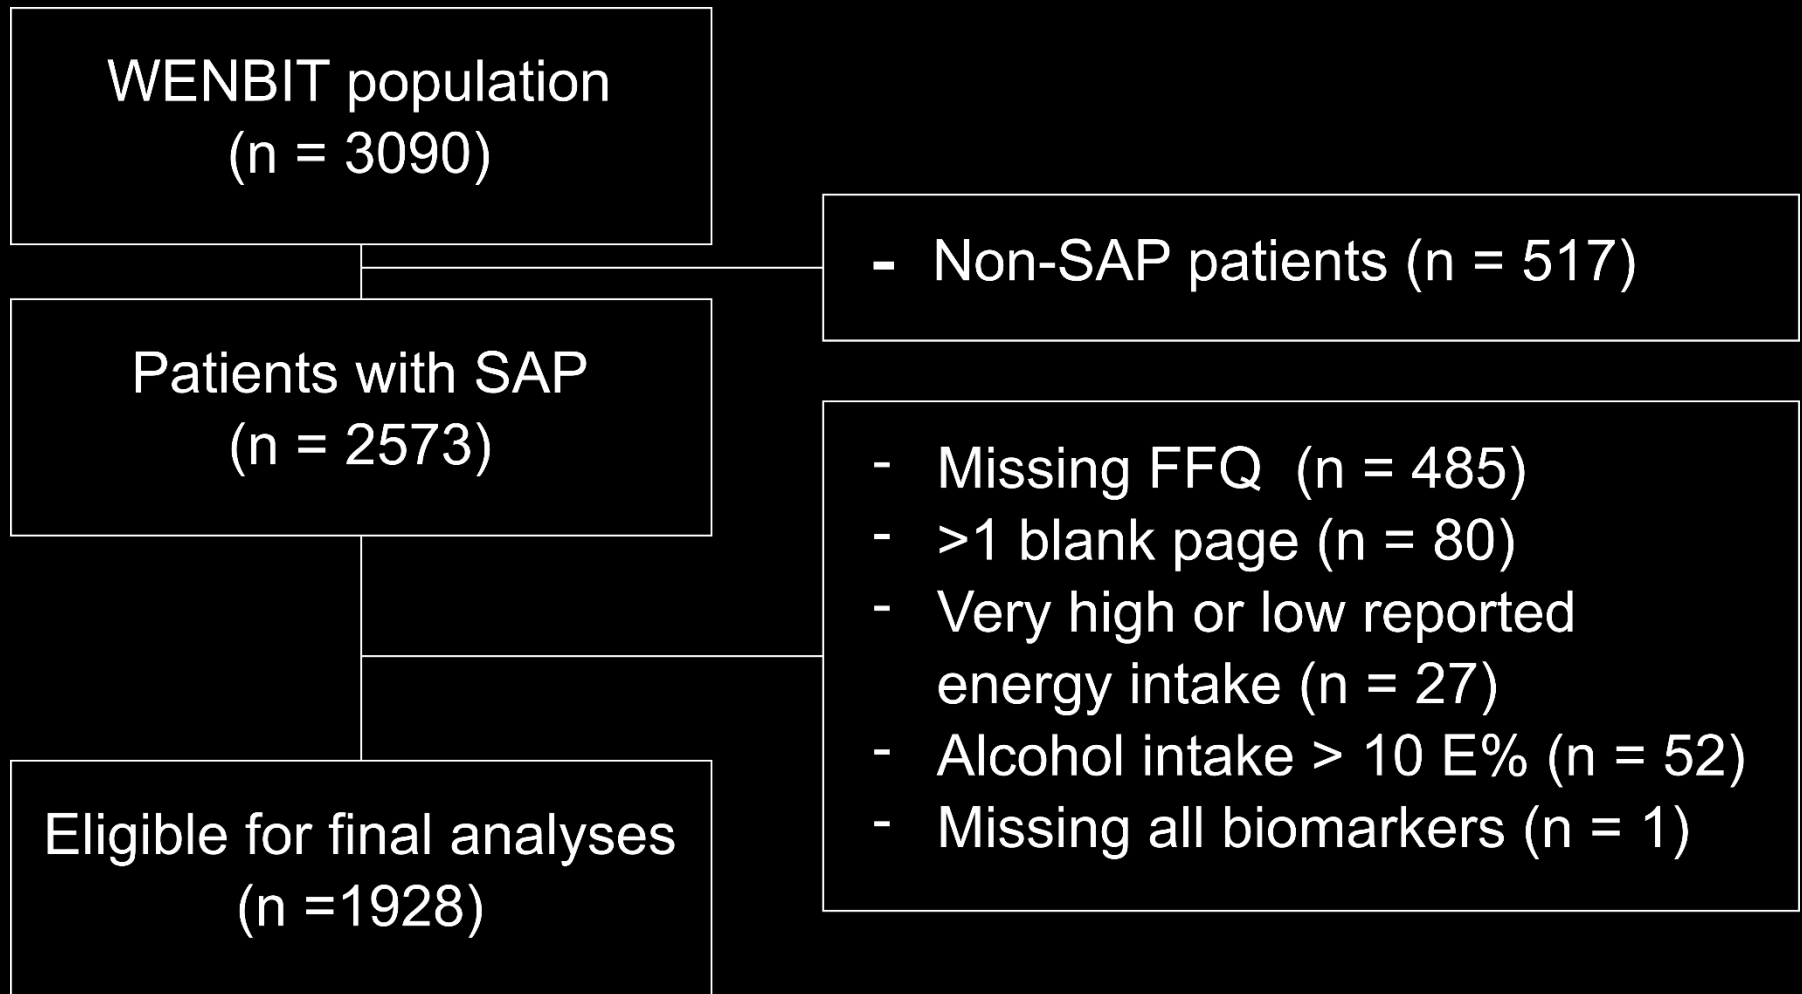 WENBIT population
(n = 3090)
- Non-SAP patients (n = 517)
Patients with SAP
(n = 2573)
- Missing FFQ  (n = 485)
- >1 blank page (n = 80)
- Very high or low reported
energy intake (n = 27)
- Alcohol intake > 10 E% (n = 52)
- Missing all biomarkers (n = 1)
Eligible for final analyses
(n =1928)